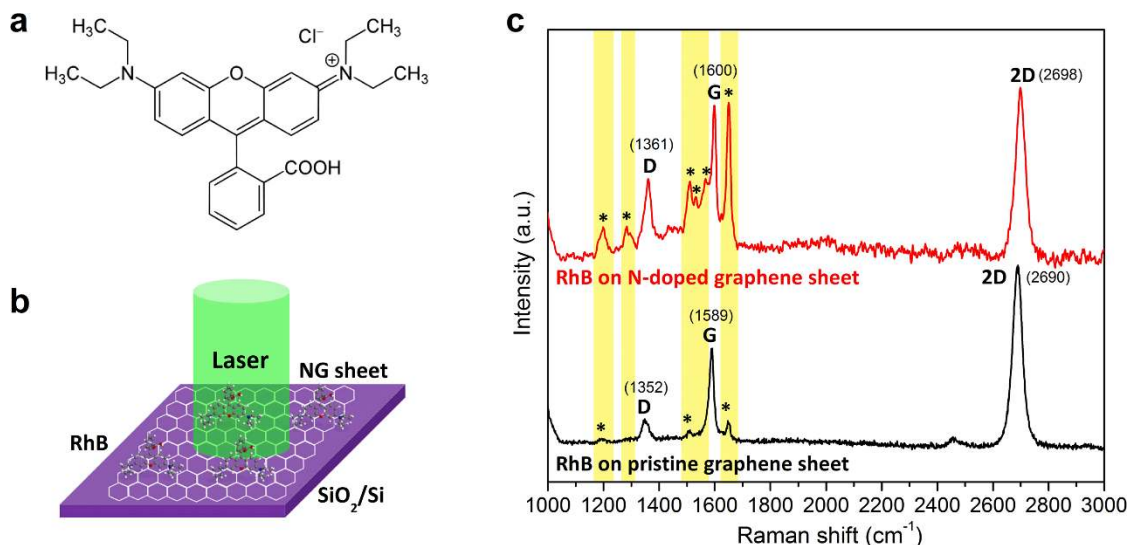 a
H₃C
CH₃
Cl⁻
H₃C
N
O
N
⊕
CH₃
COOH
b
Laser
NG sheet
RhB
SiO₂/Si
c
(1600)
G
*
2D (2698)
(1361)
D
* * *
*
* *
RhB on N-doped graphene sheet
2D (2690)
(1589)
G
(1352)
D
* * *
RhB on pristine graphene sheet
Intensity (a.u.)
1000 1200 1400 1600 1800 2000 2200 2400 2600 2800 3000
Raman shift (cm⁻¹)